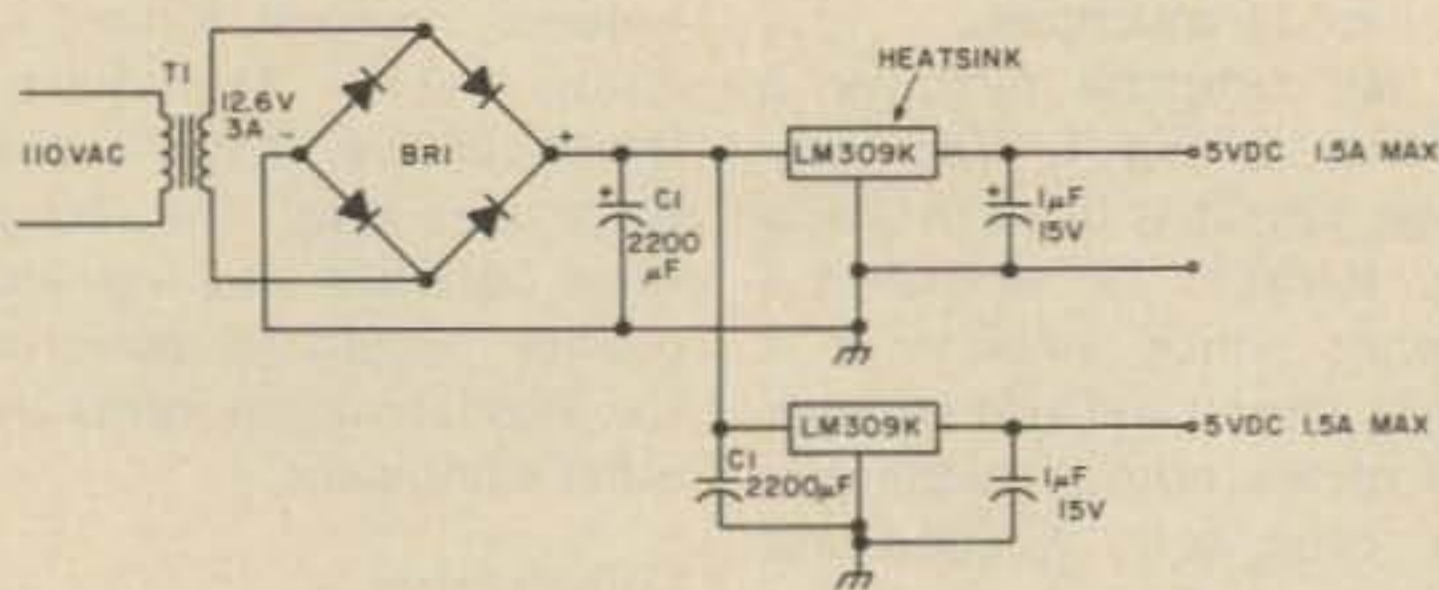 HEATSINK
T1
12.6V
3A
-
+
110VAC
BR1
LM309K
5VDC 1.5A MAX
+
C1
2200
µF
+
1µF
15V
LM309K
5VDC 1.5A MAX
C1
2200µF
1µF
15V